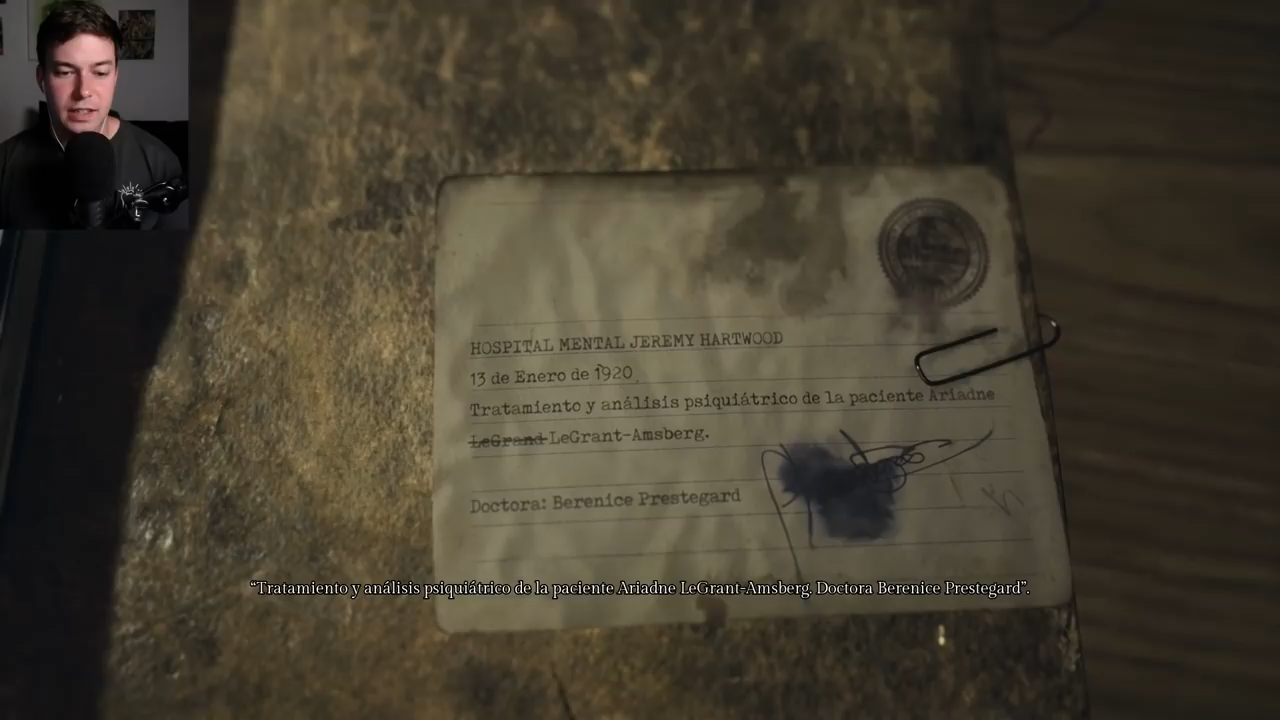 HOSPITAL MENTAL JEREMY HARTWOOD
13 de Enero de 1920
Tratamiento y análisis psiquiátrico de la paciente Ariadne
LeGrand LeGrant-Amsberg.
Doctora: Berenice Prestegard
“Tratamiento y análisis psiquiátrico de la paciente Ariadne LeGrant-Amsberg. Doctora Berenice Prestegard”.